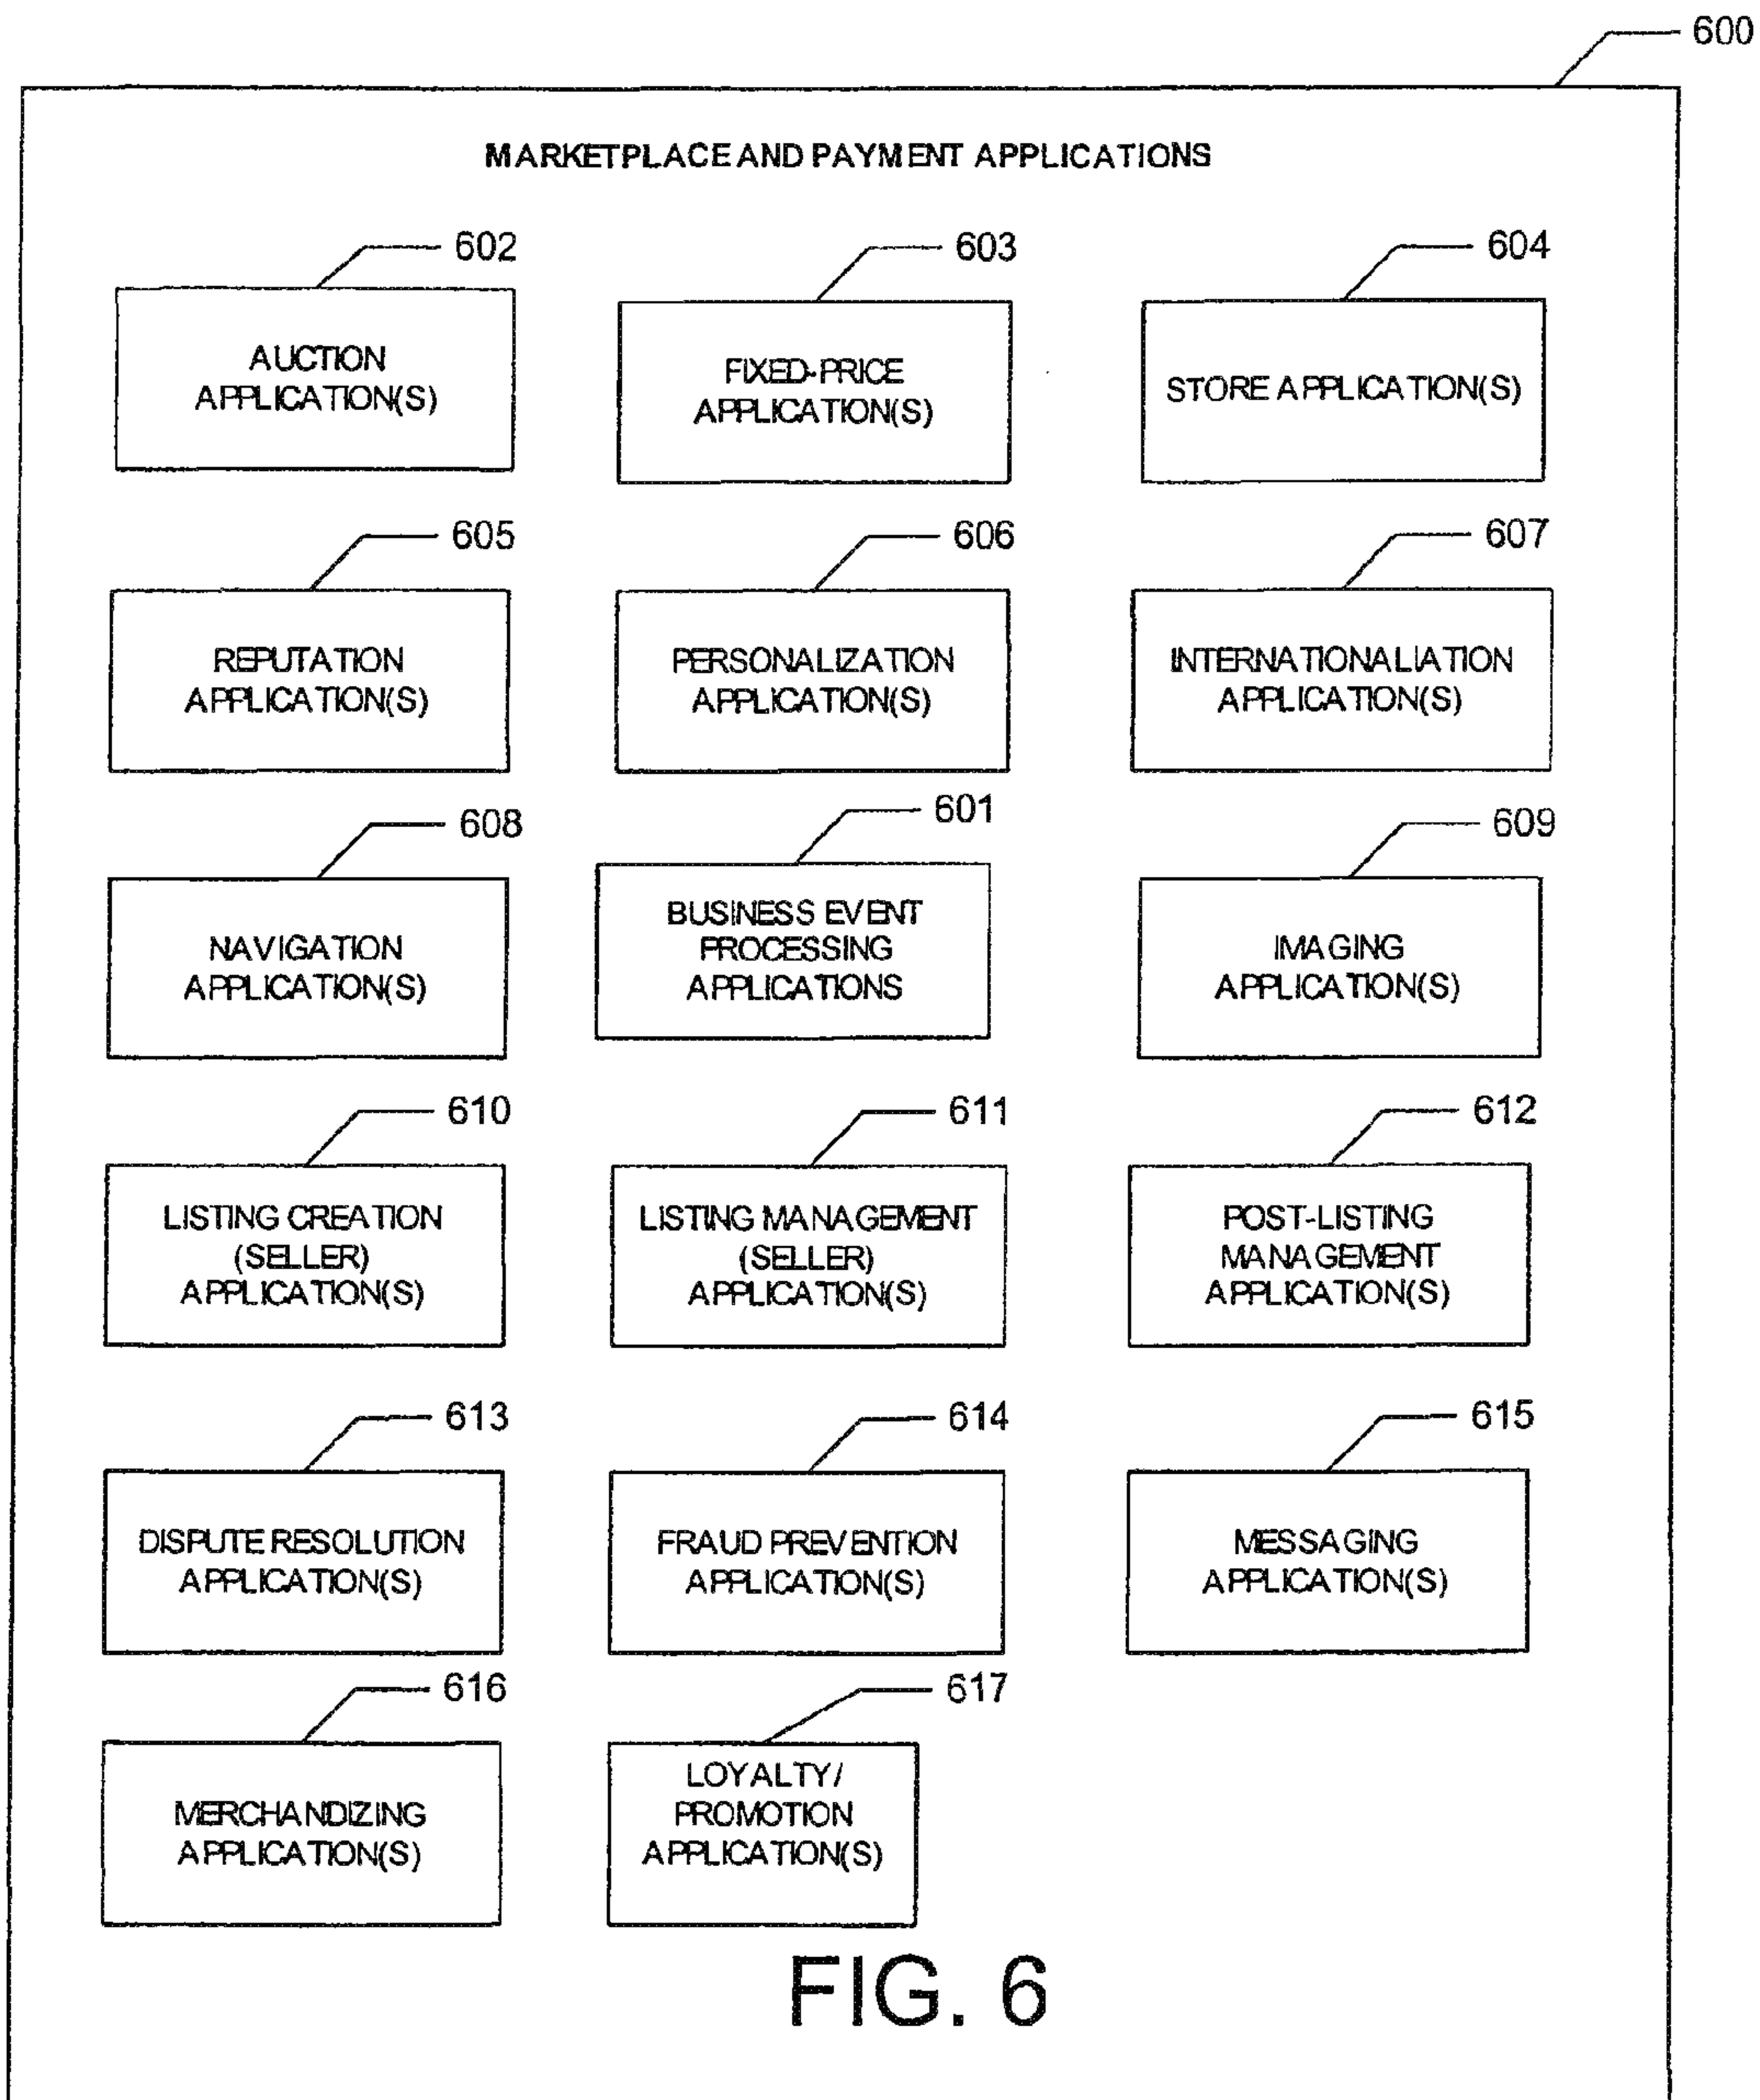 600
MARKETPLACE AND PAYMENT APPLICATIONS
602
AUCTION
APPLICATION(S)
603
FIXED-PRICE
APPLICATION(S)
604
STORE APPLICATION(S)
605
REPUTATION
APPLICATION(S)
606
PERSONALIZATION
APPLICATION(S)
607
INTERNATIONALIATION
APPLICATION(S)
608
NAVIGATION
APPLICATION(S)
601
BUSINESS EVENT
PROCESSING
APPLICATIONS
609
IMAGING
APPLICATION(S)
610
LISTING CREATION
(SELLER)
APPLICATION(S)
611
LISTING MANAGEMENT
(SELLER)
APPLICATION(S)
612
POST-LISTING
MANAGEMENT
APPLICATION(S)
613
DISPUTE RESOLUTION
APPLICATION(S)
614
FRAUD PREVENTION
APPLICATION(S)
615
MESSAGING
APPLICATION(S)
616
MERCHANDIZING
APPLICATION(S)
617
LOYALTY/
PROMOTION
APPLICATION(S)
FIG. 6